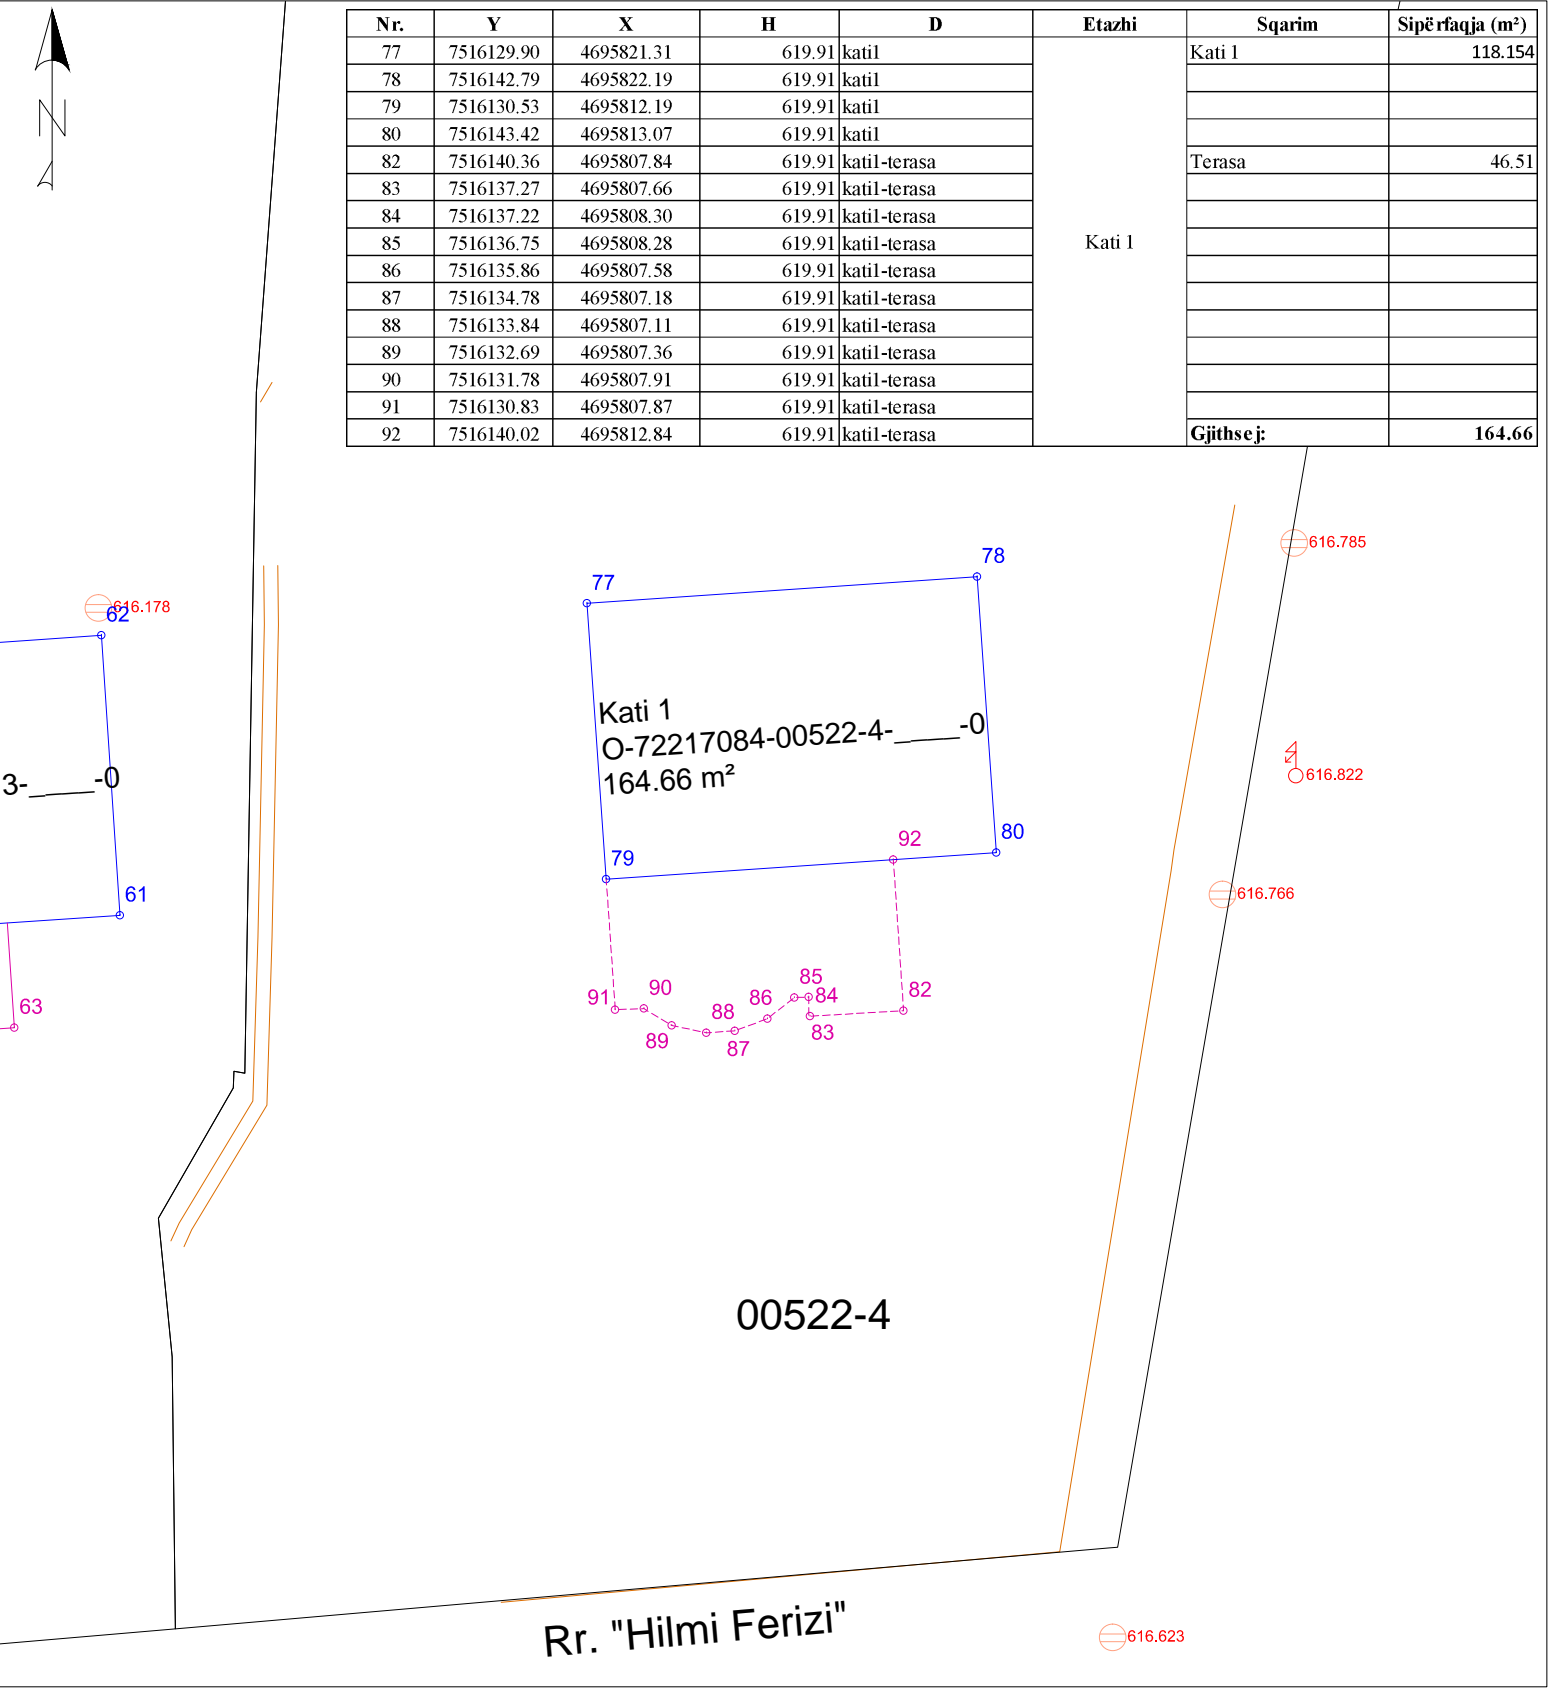 N
Nr. Y X H D Etazhi Sqarim Sipërfaqja (m²)
77 7516129.90 4695821.31 619.91 kati1 Kati 1 118.154
78 7516142.79 4695822.19 619.91 kati1
79 7516130.53 4695812.19 619.91 kati1
80 7516143.42 4695813.07 619.91 kati1
82 7516140.36 4695807.84 619.91 kati1-terasa Terasa 46.51
83 7516137.27 4695807.66 619.91 kati1-terasa
84 7516137.22 4695808.30 619.91 kati1-terasa
85 7516136.75 4695808.28 619.91 kati1-terasa Kati 1
86 7516135.86 4695807.58 619.91 kati1-terasa
87 7516134.78 4695807.18 619.91 kati1-terasa
88 7516133.84 4695807.11 619.91 kati1-terasa
89 7516132.69 4695807.36 619.91 kati1-terasa
90 7516131.78 4695807.91 619.91 kati1-terasa
91 7516130.83 4695807.87 619.91 kati1-terasa
92 7516140.02 4695812.84 619.91 kati1-terasa Gjithsej: 164.66
616.785
78
77
616.178
62
Kati 1
O-72217084-00522-4-____-0
164.66 m²
616.822
3-____-0
80
92
79
616.766
61
85
90
91
84
82
86
63
88
83
89
87
00522-4
Rr. "Hilmi Ferizi"
616.623